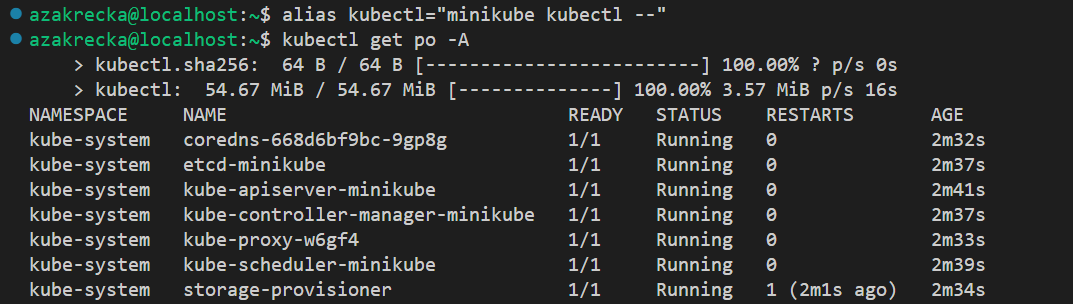 azakrecka@localhost:~$ alias kubectl="minikube kubectl --"
azakrecka@localhost:~$ kubectl get po -A
    > kubectl.sha256:  64 B / 64 B [-------------------------] 100.00% ? p/s 0s
    > kubectl:  54.67 MiB / 54.67 MiB [--------------] 100.00% 3.57 MiB p/s 16s
NAMESPACE     NAME                               READY   STATUS    RESTARTS       AGE
kube-system   coredns-668d6bf9bc-9gp8g           1/1     Running   0              2m32s
kube-system   etcd-minikube                      1/1     Running   0              2m37s
kube-system   kube-apiserver-minikube            1/1     Running   0              2m41s
kube-system   kube-controller-manager-minikube   1/1     Running   0              2m37s
kube-system   kube-proxy-w6gf4                   1/1     Running   0              2m33s
kube-system   kube-scheduler-minikube            1/1     Running   0              2m39s
kube-system   storage-provisioner                1/1     Running   1 (2m1s ago)   2m34s